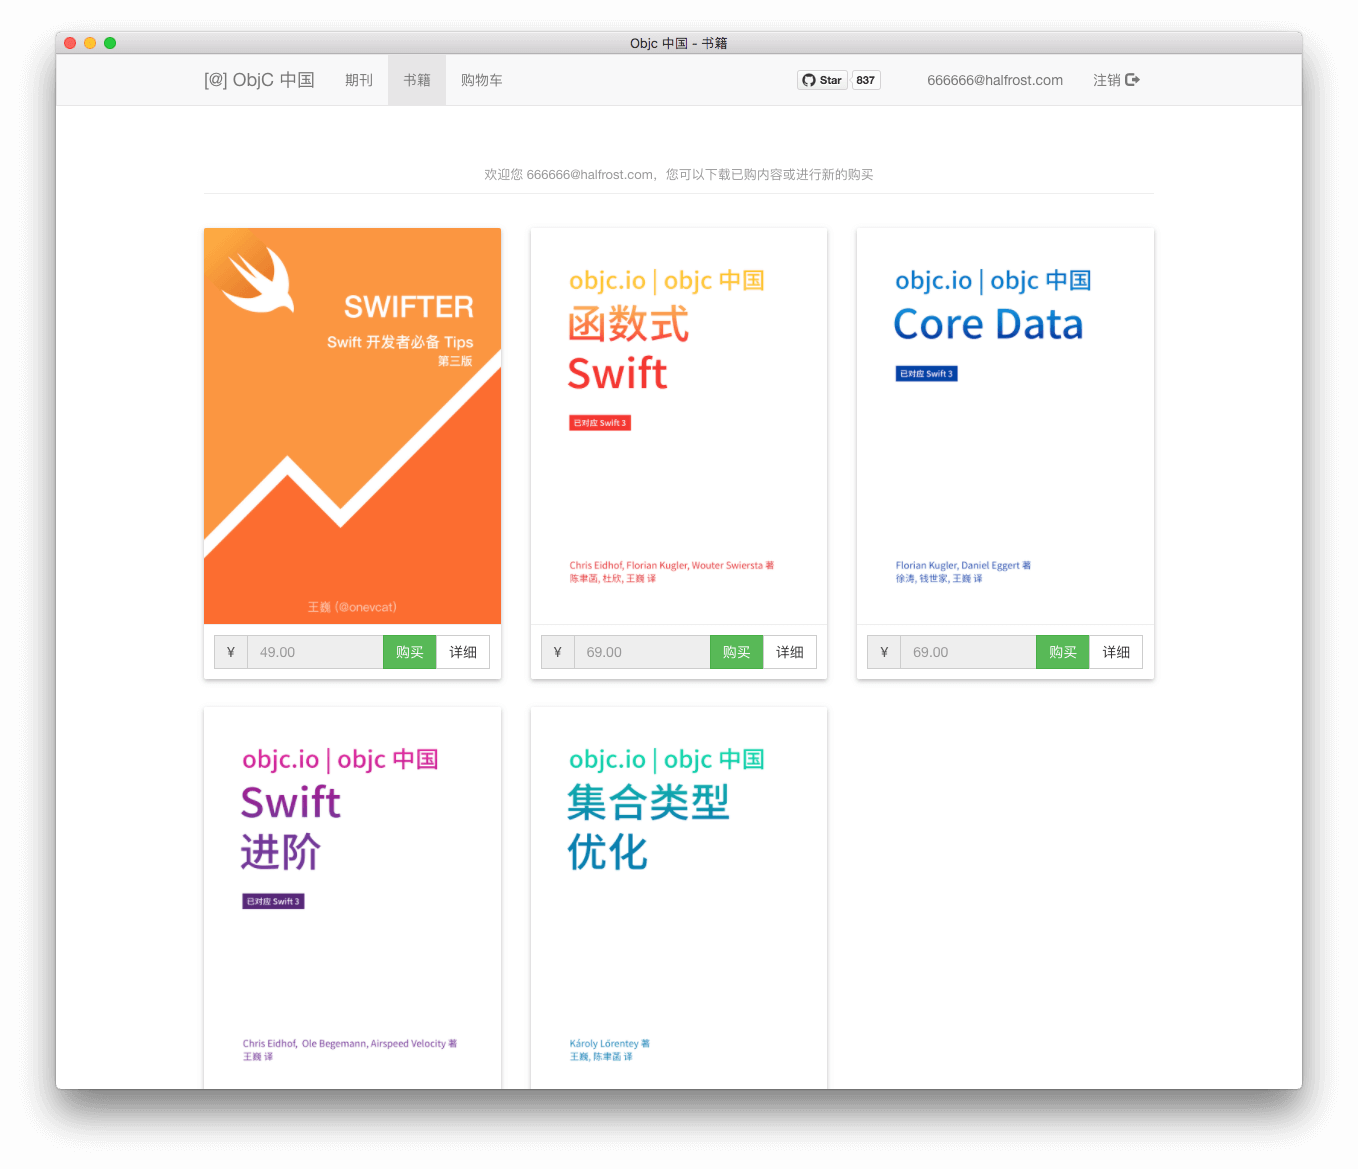 Objc 中国 - 书籍
[@] ObjC 中国 期刊 书籍 购物车 Star 837 666666@halfrost.com 注销
欢迎您 666666@halfrost.com，您可以下载已购内容或进行新的购买
SWIFTER
Swift 开发者必备 Tips
第三版
王巍 (@onevcat)
¥ 49.00 购买 详细
objc.io | objc 中国
函数式
Swift
已对应 Swift 3
Chris Eidhof, Florian Kugler, Wouter Swiersta 著
陈聿菡, 杜欣, 王巍 译
¥ 69.00 购买 详细
objc.io | objc 中国
Core Data
已对应 Swift 3
Florian Kugler, Daniel Eggert 著
徐涛, 钱世家, 王巍 译
¥ 69.00 购买 详细
objc.io | objc 中国
Swift
进阶
已对应 Swift 3
Chris Eidhof, Ole Begemann, Airspeed Velocity 著
王巍 译
objc.io | objc 中国
集合类型
优化
Károly Lőrentey 著
王巍, 陈聿菡 译